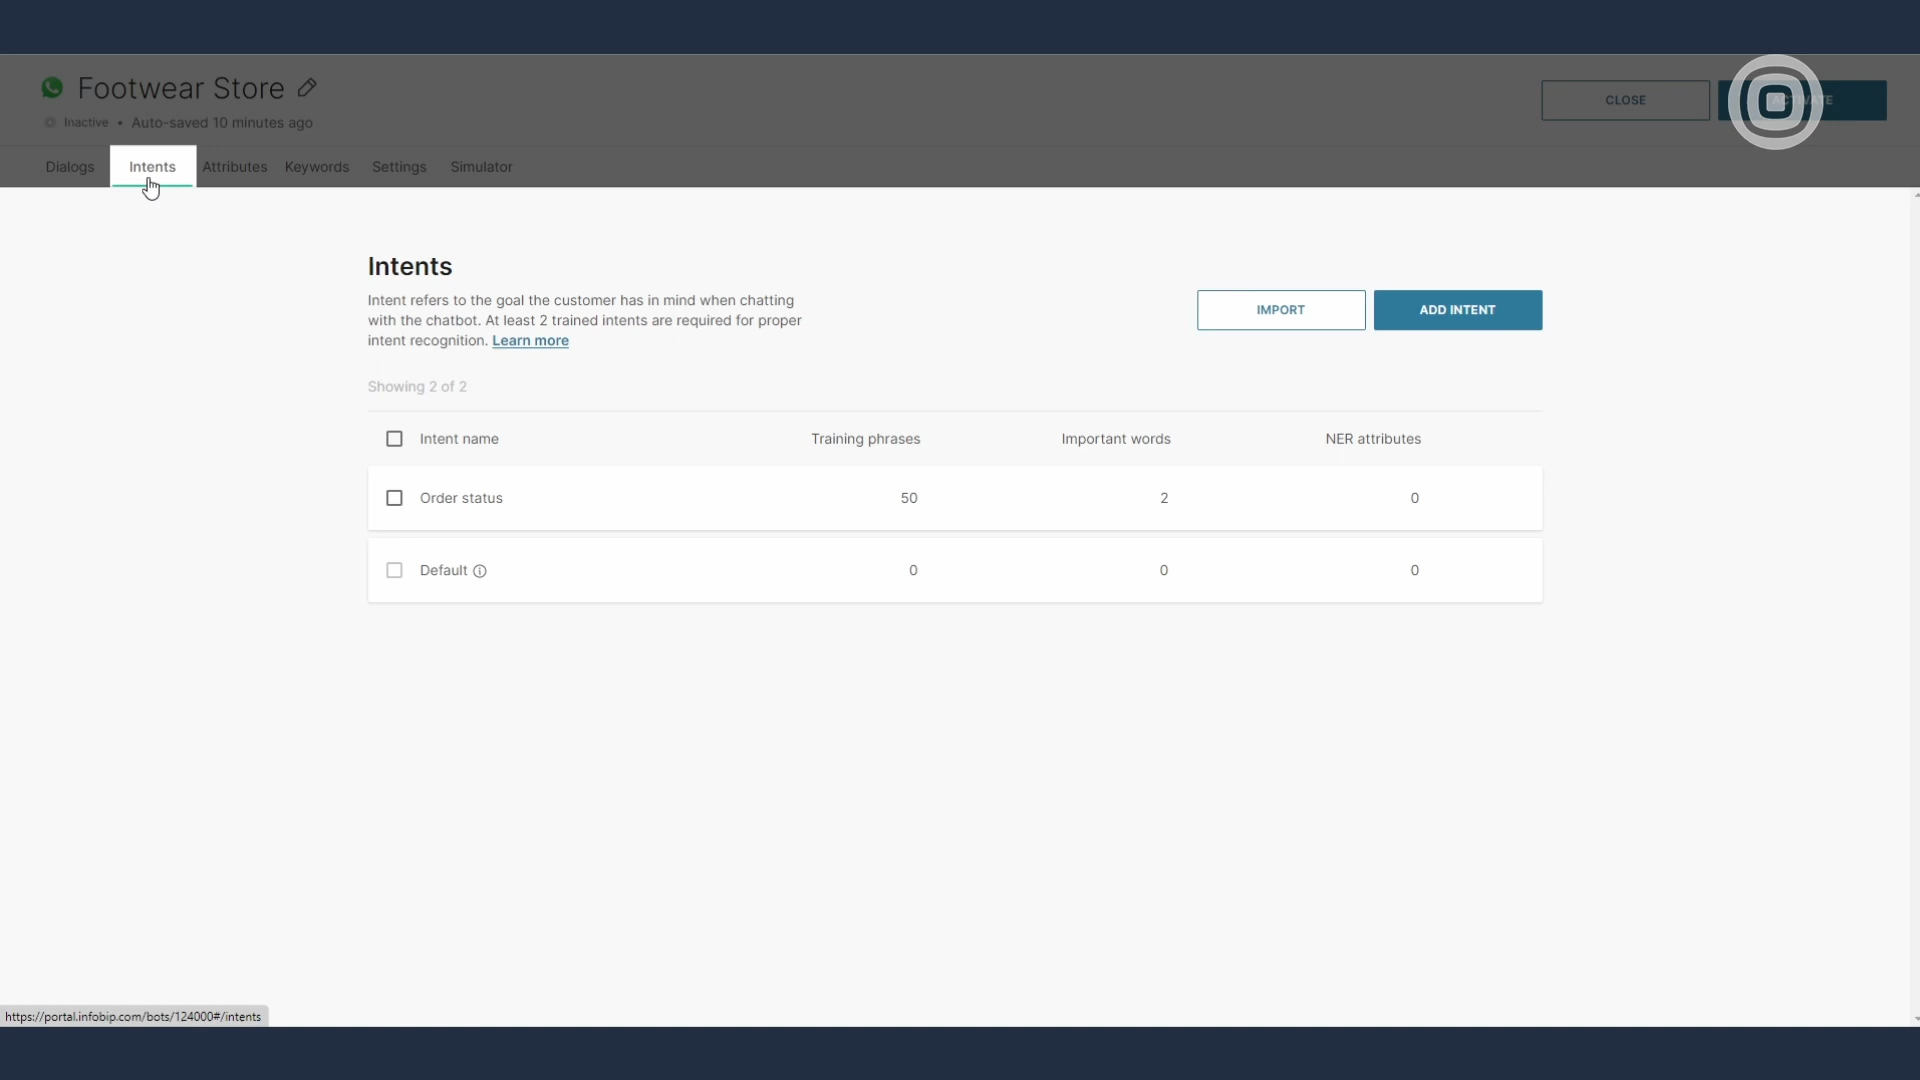 Footwear Store
Inactive • Auto-saved 10 minutes ago
CLOSE
ACTIVATE
Dialogs Intents Attributes Keywords Settings Simulator
Intents
Intent refers to the goal the customer has in mind when chatting
with the chatbot. At least 2 trained intents are required for proper
intent recognition. Learn more
IMPORT
ADD INTENT
Showing 2 of 2
Intent name Training phrases Important words NER attributes
Order status 50 2 0
Default 0 0 0
https://portal.infobip.com/bots/124000#/intents